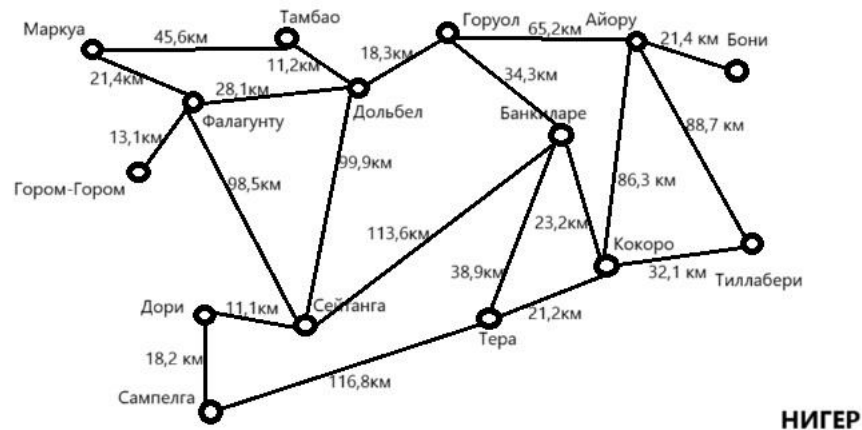 Тамбао
Горуол
Айору
Маркуа
45,6км
65,2км
21,4 км
Бони
18,3км
11,2км
21,4км
28,1км
34,3км
Дольбел
Банкиларе
Фалагунту
88,7 км
13,1км
99,9км
Гором-Гором
98,5км
86,3 км
113,6км
23,2км
Кокоро
38,9км
32,1 км
Тиллабери
Дори
11,1км
Сейтанга
21,2км
Тера
18,2 км
116,8км
Сампелга
НИГЕР